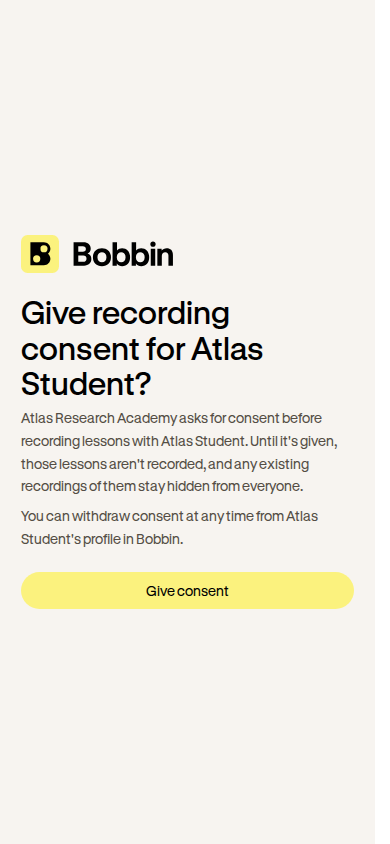 Bobbin
Give recording
consent for Atlas
Student?
Atlas Research Academy asks for consent before
recording lessons with Atlas Student. Until it's given,
those lessons aren't recorded, and any existing
recordings of them stay hidden from everyone.
You can withdraw consent at any time from Atlas
Student's profile in Bobbin.
Give consent